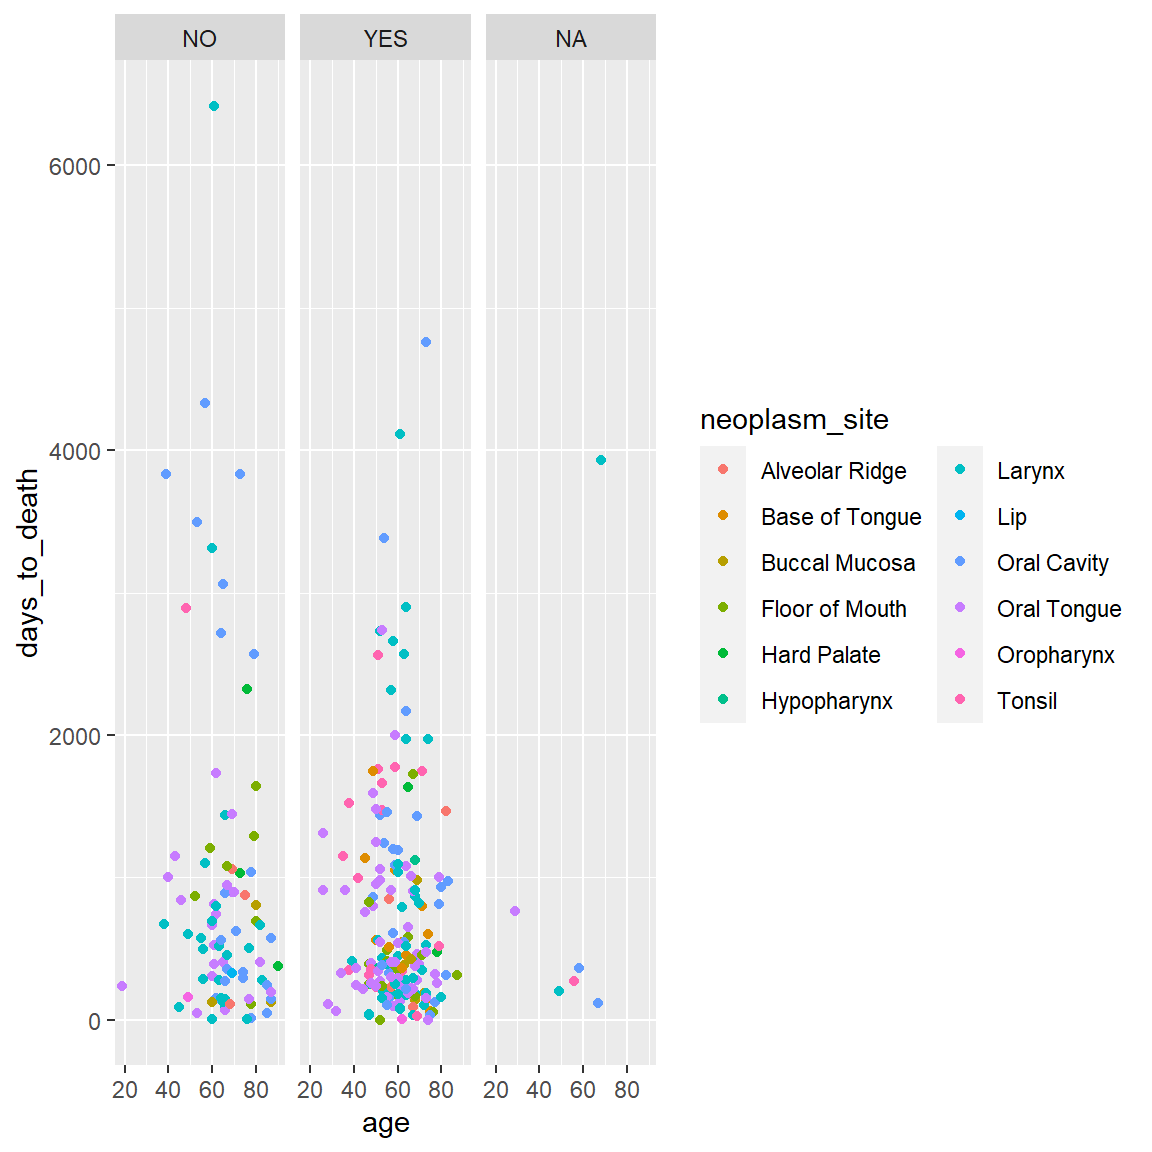 NO YES NA
6000
4000
2000
0
days_to_death
20 40 60 80 20 40 60 80 20 40 60 80
age
neoplasm_site
Alveolar Ridge
Base of Tongue
Buccal Mucosa
Floor of Mouth
Hard Palate
Hypopharynx
Larynx
Lip
Oral Cavity
Oral Tongue
Oropharynx
Tonsil